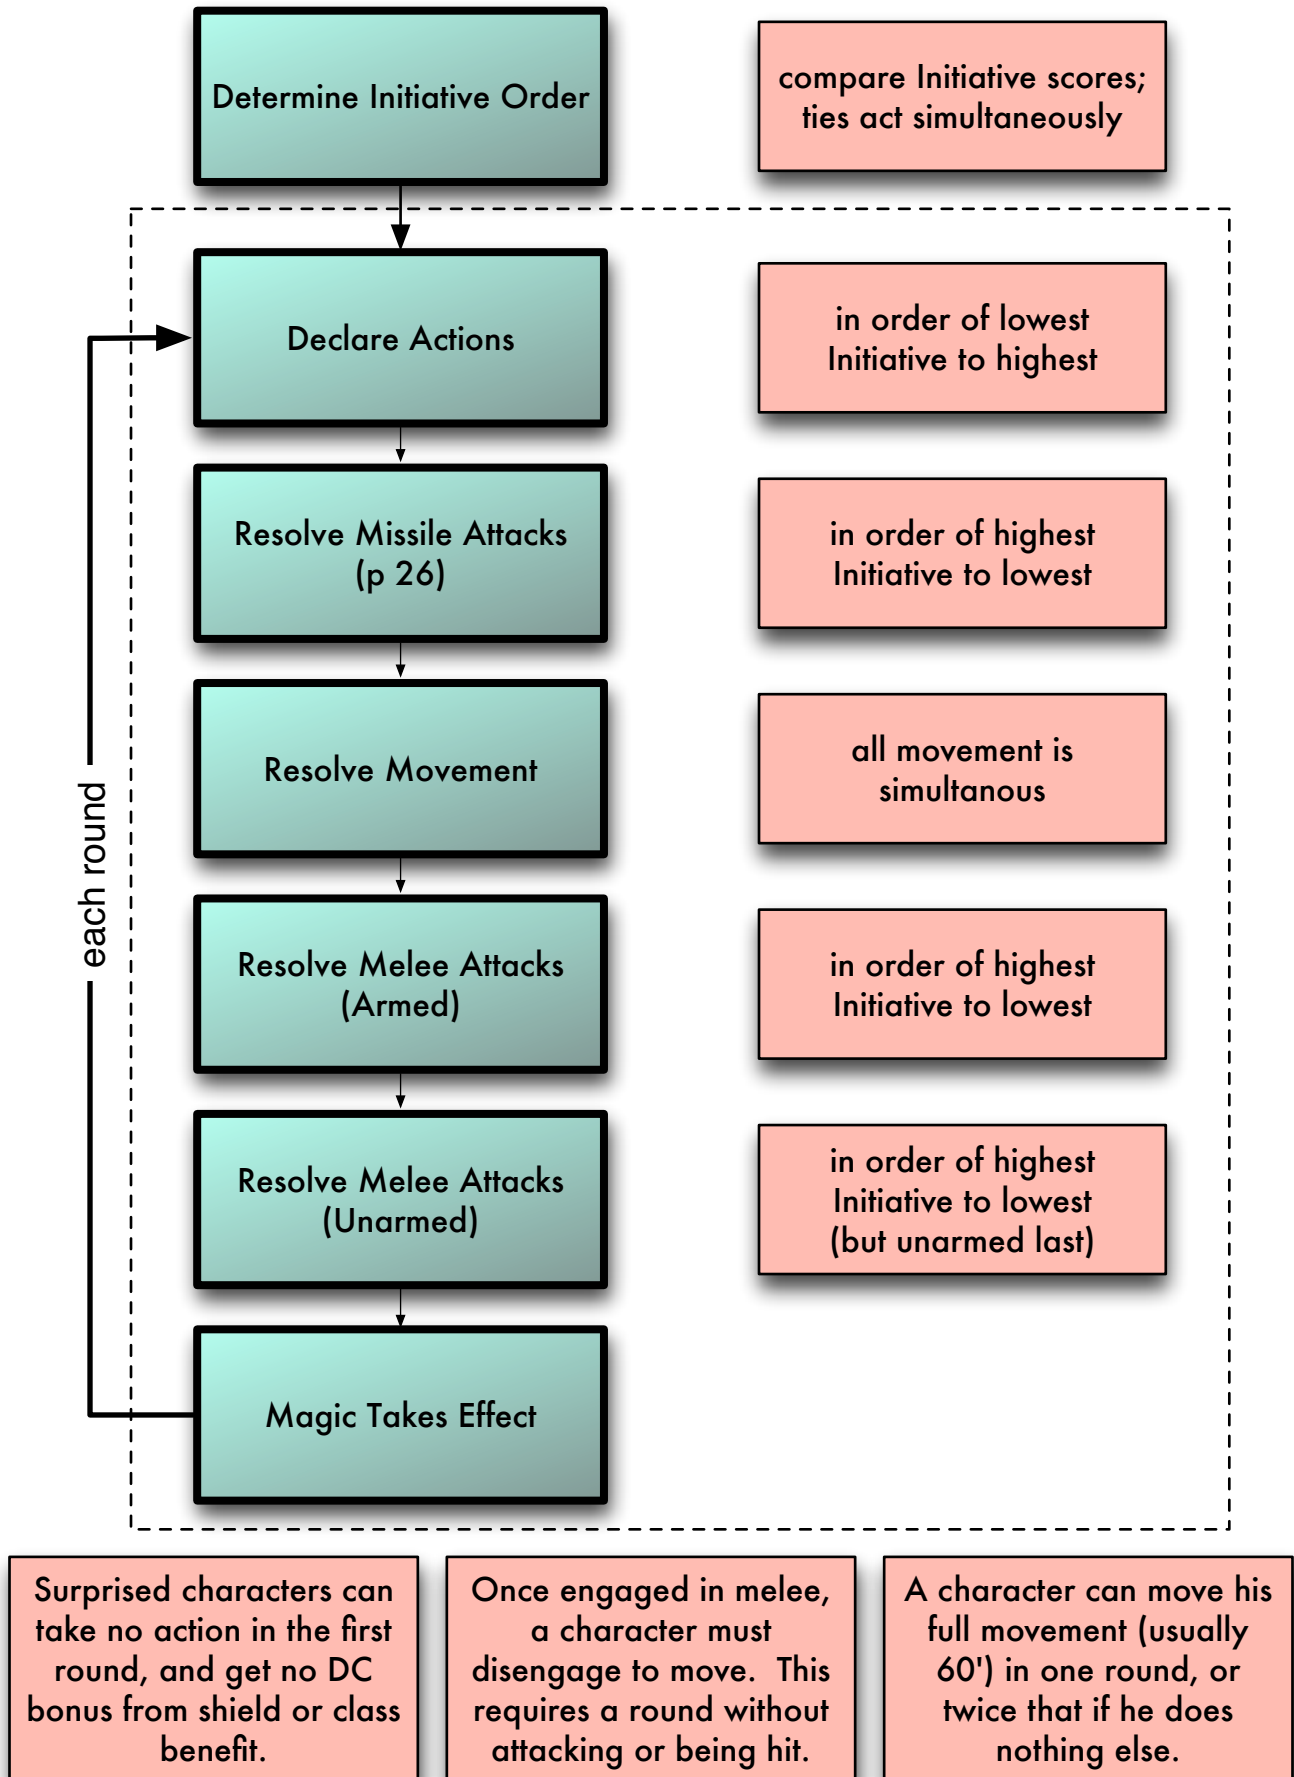 Determine Initiative Order
compare Initiative scores;
ties act simultaneously
Declare Actions
in order of lowest
Initiative to highest
Resolve Missile Attacks
(p 26)
in order of highest
Initiative to lowest
Resolve Movement
all movement is
simultanous
each round
Resolve Melee Attacks
(Armed)
in order of highest
Initiative to lowest
Resolve Melee Attacks
(Unarmed)
in order of highest
Initiative to lowest
(but unarmed last)
Magic Takes Effect
Surprised characters can
take no action in the first
round, and get no DC
bonus from shield or class
benefit.
Once engaged in melee,
a character must
disengage to move.  This
requires a round without
attacking or being hit.
A character can move his
full movement (usually
60') in one round, or
twice that if he does
nothing else.